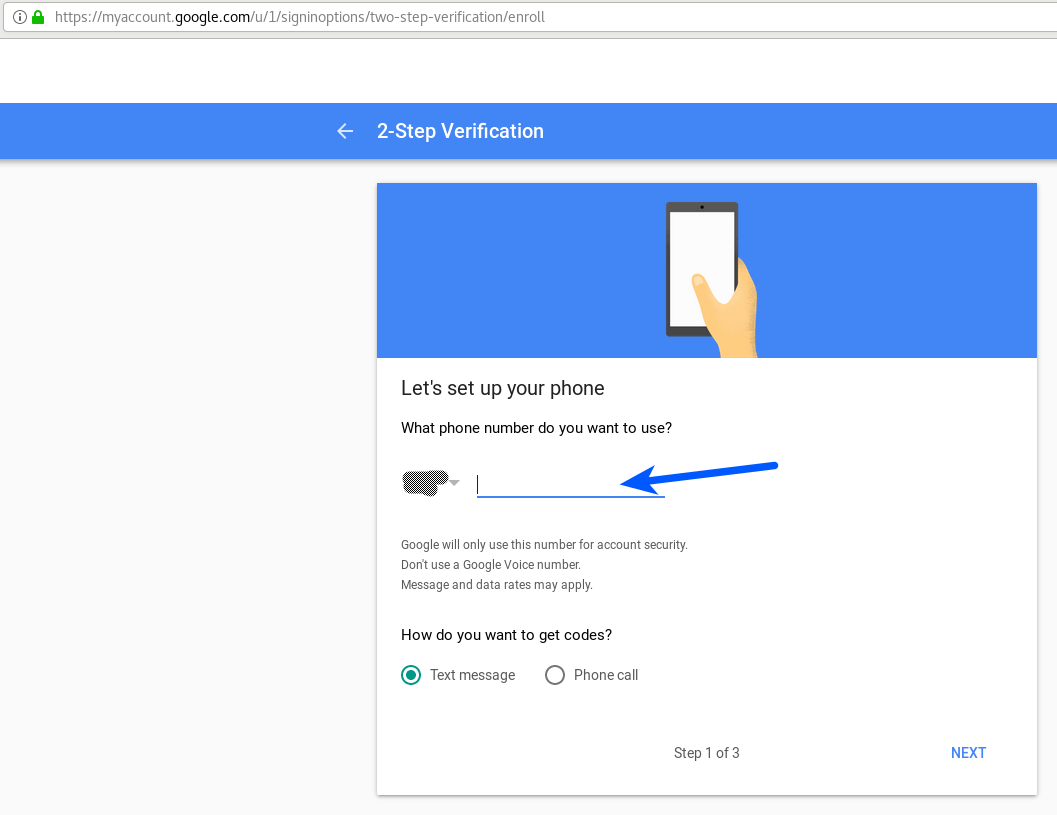 https://myaccount.google.com/u/1/signinoptions/two-step-verification/enroll
2-Step Verification
Let's set up your phone
What phone number do you want to use?
Google will only use this number for account security.
Don't use a Google Voice number.
Message and data rates may apply.
How do you want to get codes?
Text message Phone call
Step 1 of 3 NEXT